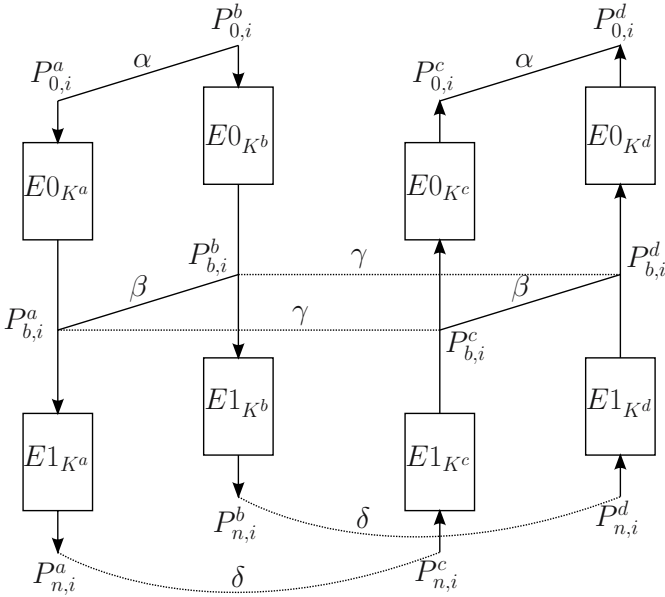 P^b_{0,i} P^d_{0,i}
α α
P^a_{0,i} P^c_{0,i}
E0_{K^b} E0_{K^d}
E0_{K^a} E0_{K^c}
P^b_{b,i} γ P^d_{b,i}
β β
P^a_{b,i} γ P^c_{b,i}
E1_{K^b} E1_{K^d}
E1_{K^a} E1_{K^c}
P^b_{n,i} δ P^d_{n,i}
P^a_{n,i} δ P^c_{n,i}